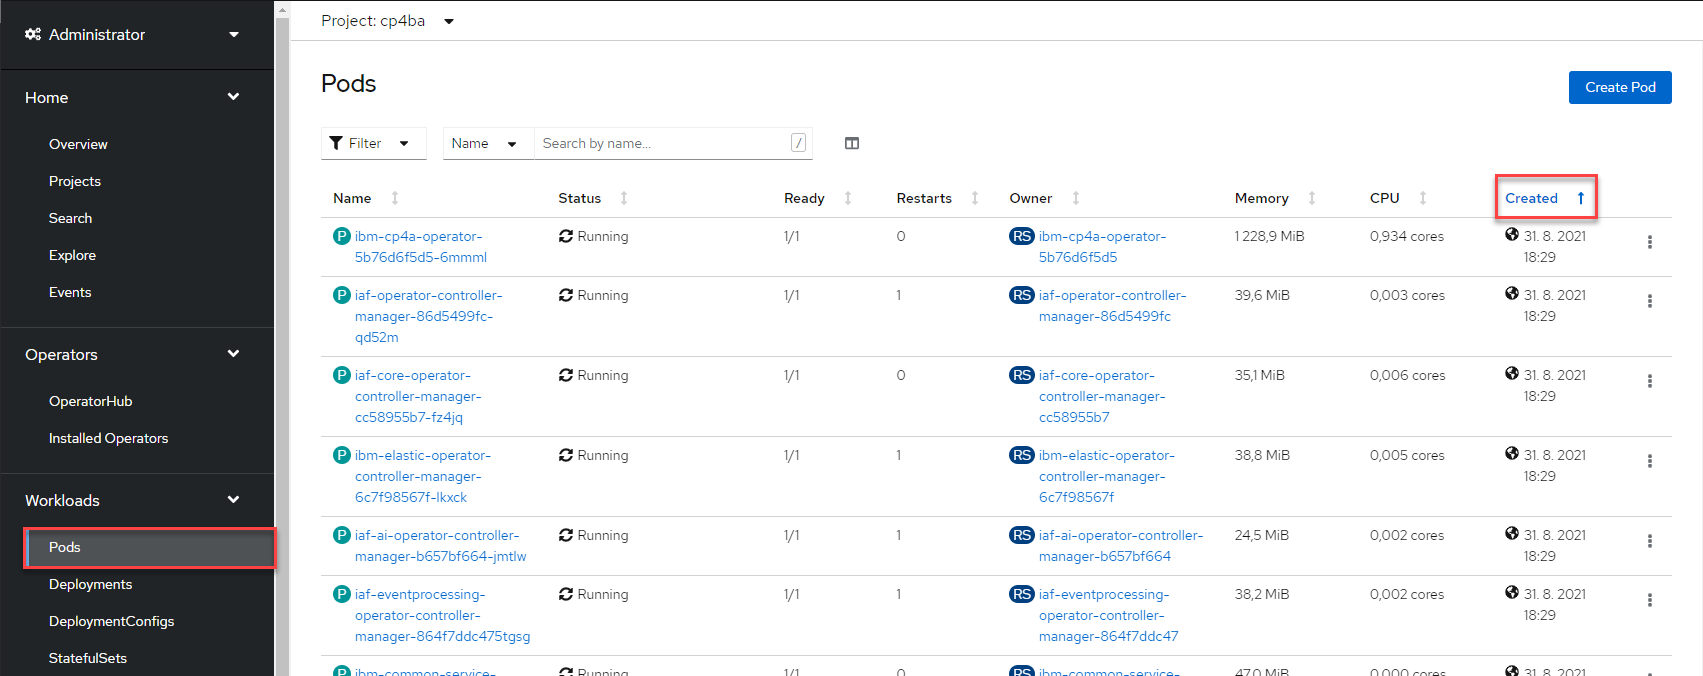 Administrator
Home
Overview
Projects
Search
Explore
Events
Operators
OperatorHub
Installed Operators
Workloads
Pods
Deployments
DeploymentConfigs
StatefulSets
Project: cp4ba
Pods
Create Pod
Filter
Name
Search by name...
/
Name Status Ready Restarts Owner Memory CPU Created
P ibm-cp4a-operator- Running 1/1 0 RS ibm-cp4a-operator- 1 228,9 MiB 0,934 cores 31. 8. 2021
5b76d6f5d5-6mmml 5b76d6f5d5 18:29
P iaf-operator-controller- Running 1/1 1 RS iaf-operator-controller- 39,6 MiB 0,003 cores 31. 8. 2021
manager-86d5499fc- manager-86d5499fc 18:29
qd52m
P iaf-core-operator- Running 1/1 0 RS iaf-core-operator- 35,1 MiB 0,006 cores 31. 8. 2021
controller-manager- controller-manager- 18:29
cc58955b7-fz4jq cc58955b7
P ibm-elastic-operator- Running 1/1 1 RS ibm-elastic-operator- 38,8 MiB 0,005 cores 31. 8. 2021
controller-manager- controller-manager- 18:29
6c7f98567f-lkxck 6c7f98567f
P iaf-ai-operator-controller- Running 1/1 1 RS iaf-ai-operator-controller- 24,5 MiB 0,002 cores 31. 8. 2021
manager-b657bf664-jmtlw manager-b657bf664 18:29
P iaf-eventprocessing- Running 1/1 1 RS iaf-eventprocessing- 38,2 MiB 0,002 cores 31. 8. 2021
operator-controller- operator-controller- 18:29
manager-864f7ddc475tgsg manager-864f7ddc47
P ibm-common-service- Running 1/1 0 RS ibm-common-service- 47,0 MiB 0,000 cores 31. 8. 2021